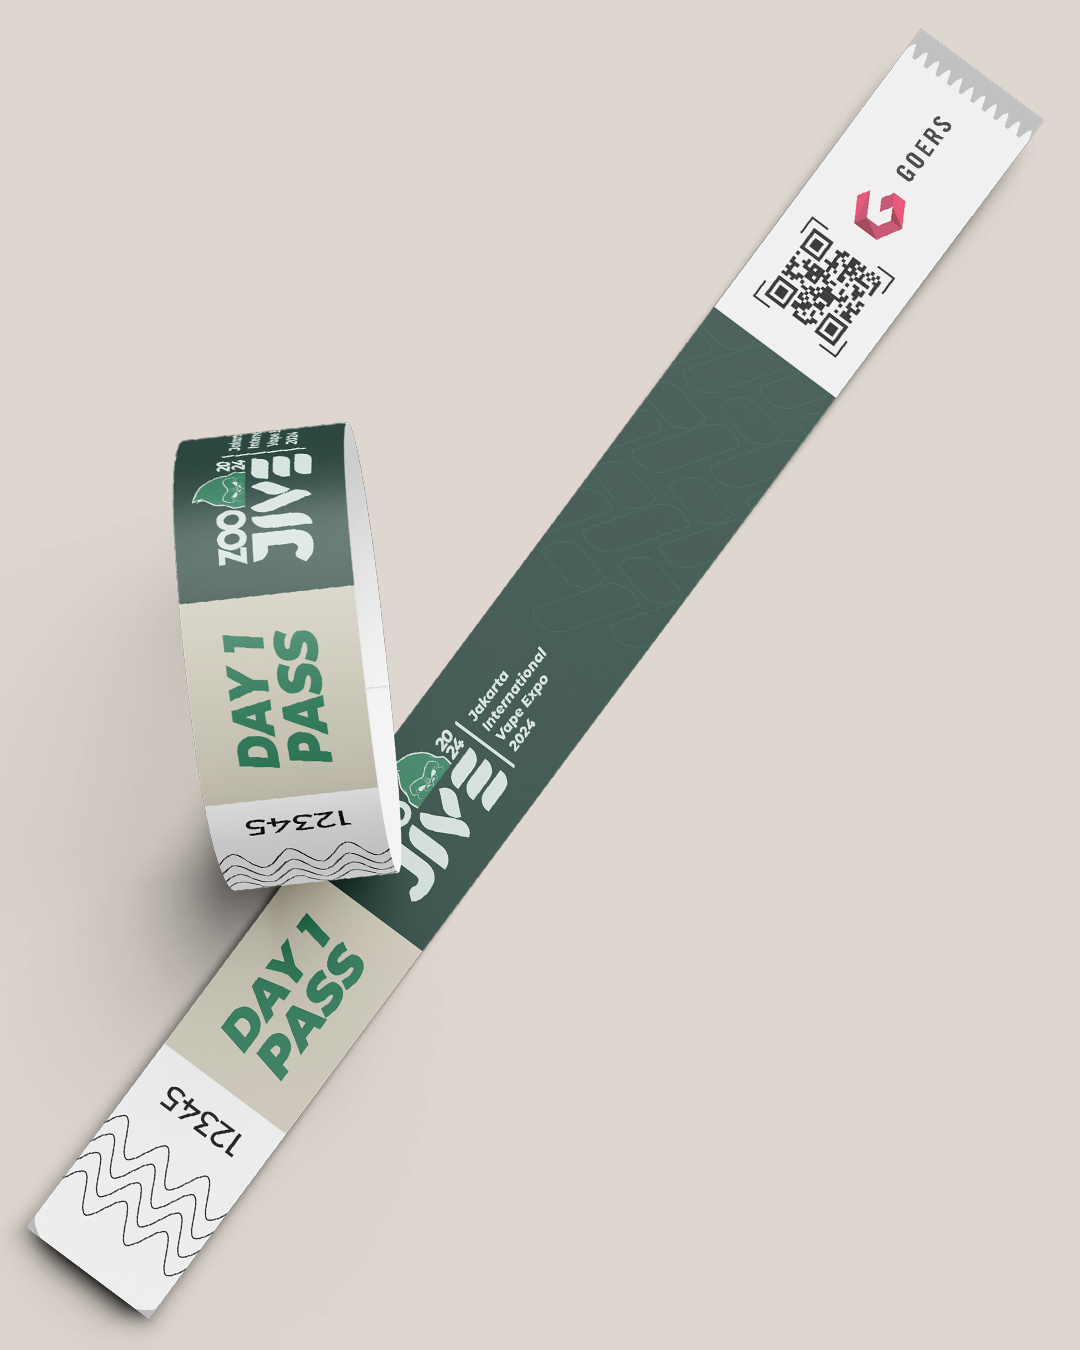 ZOO
20
24
JIVE
2024
DAY 1
PASS
12345
GOERS
20
24
JIVE
Jakarta
International
Vape Expo
2024
DAY 1
PASS
12345